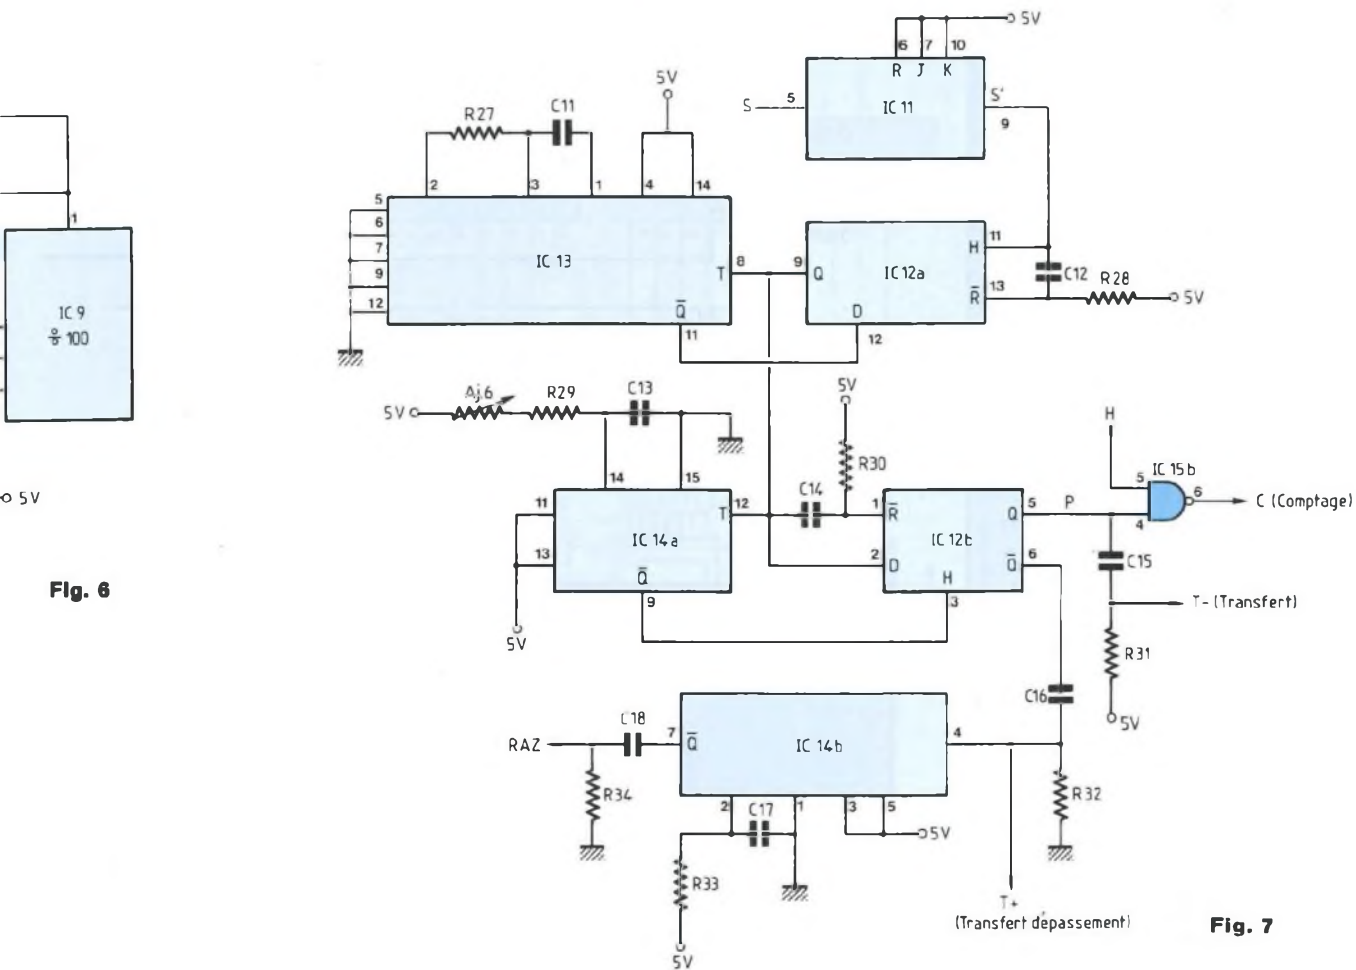 5V
6 7 10
R J K
S 5 IC 11 S'
9
5V
R27 C11
2 3 1 4 14
5
6
7
9
12
IC 13
T 8
Q̅
11
9 Q IC 12a H 11
R̅ 13
D
12
C12 R28 5V
1
IC 9
÷ 100
5V
Fig. 6
5V Aj.6 R29 C13
14 15
11
13
IC 14a
T 12
Q̅
9
5V
5V
R30
C14
1 R̅ IC 12b Q 5 P
2 D Q̅ 6
H
3
H
IC 15b
5
4
6
C (Comptage)
C15
T- (Transfert)
R31
5V
C16
RAZ C18 7 Q̅ IC 14b 4
R34
2 C17 1 3 5
5V
R33
5V
R32
T+
(Transfert dépassement)
Fig. 7